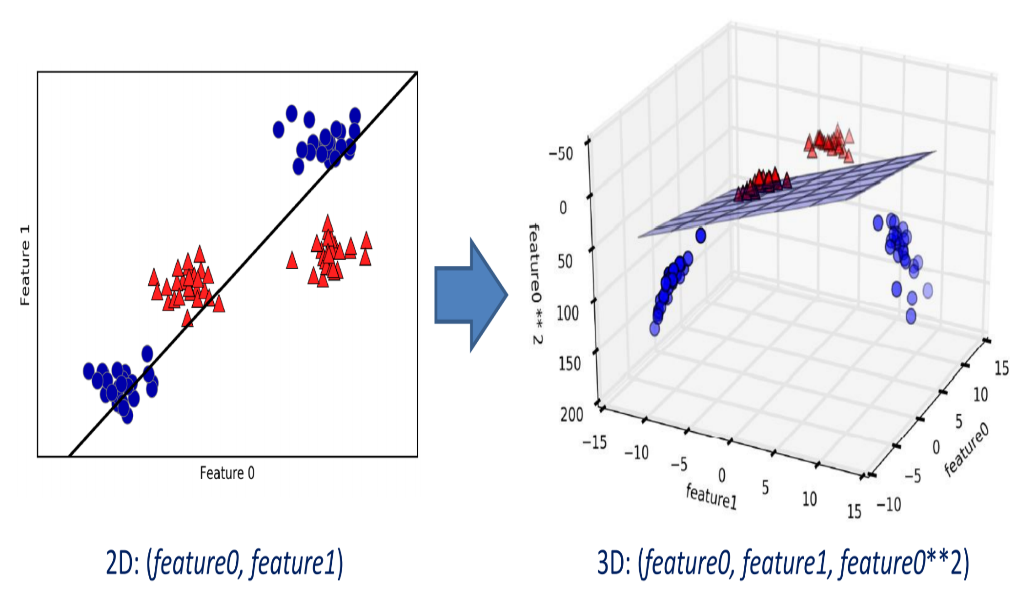 Feature 1
Feature 0
−50
0
50
100
150
200
feature0 ** 2
−15
−10
−5
0
5
10
15
feature1
−10
−5
0
5
10
15
feature0
2D: (feature0, feature1)
3D: (feature0, feature1, feature0**2)